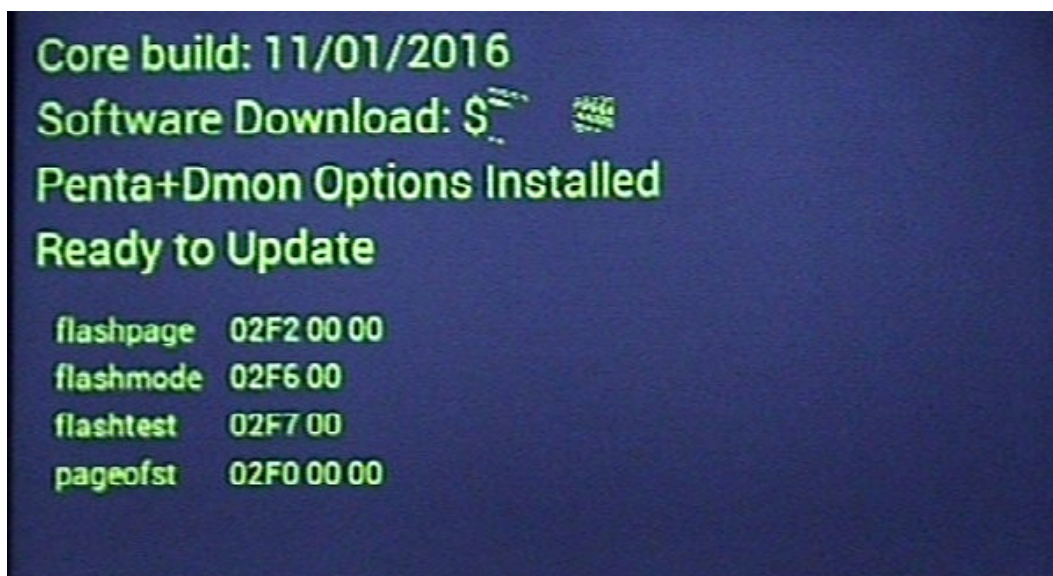 Core build: 11/01/2016
Software Download: $
Penta+Dmon Options Installed
Ready to Update
flashpage 02F2 00 00
flashmode 02F6 00
flashtest 02F7 00
pageofst 02F0 00 00